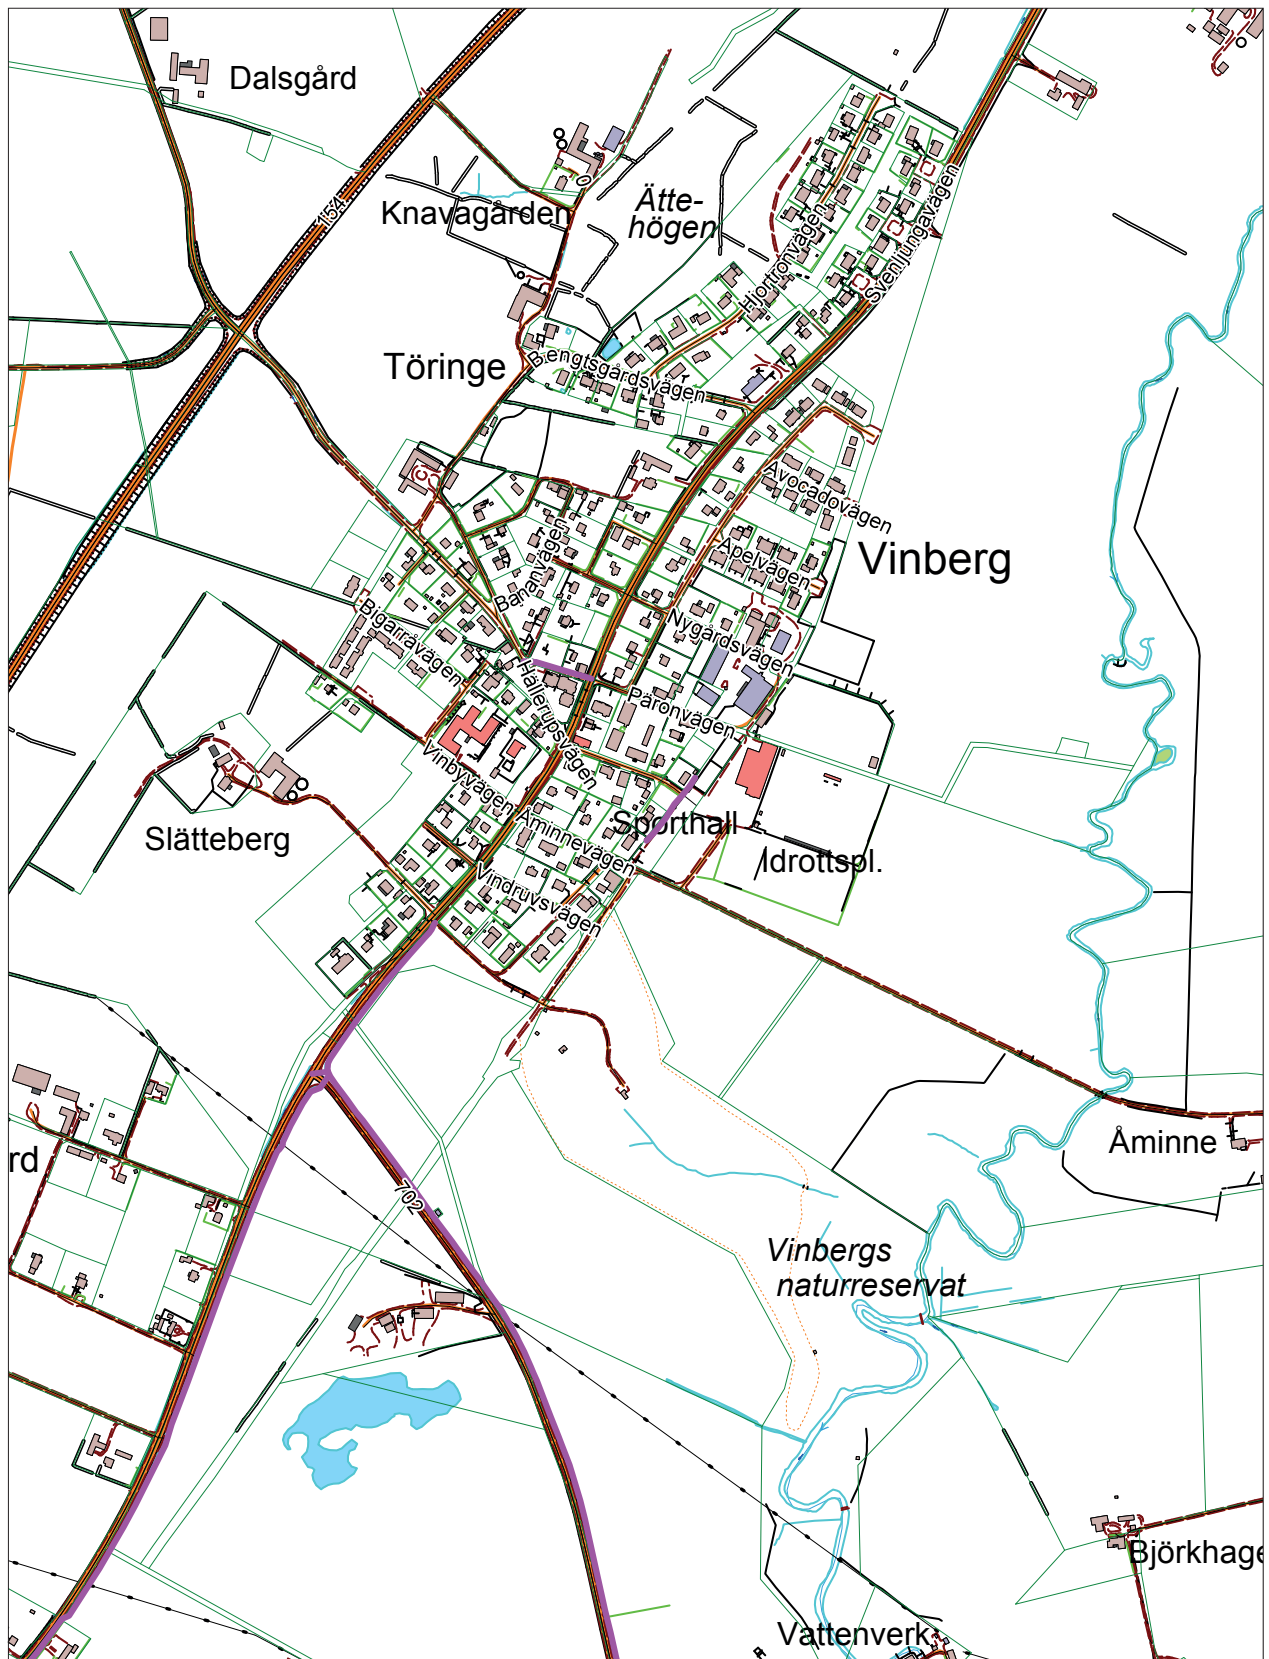 Dalsgård
154
Knavagården
Ätte-
högen
Hjortronvägen
Svenljungavägen
Töringe
Bengtsgårdsvägen
Avocadovägen
Apelvägen
Vinberg
Bananvägen
Bigarråvägen
Nygårdsvägen
Hällerupsvägen
Päronvägen
Vinbyvägen
Åminnevägen
Sporthall
Idrottspl.
Slätteberg
Vindruvsvägen
Åminne
rd
702
Vinbergs
naturreservat
Björkhage
Vattenverk